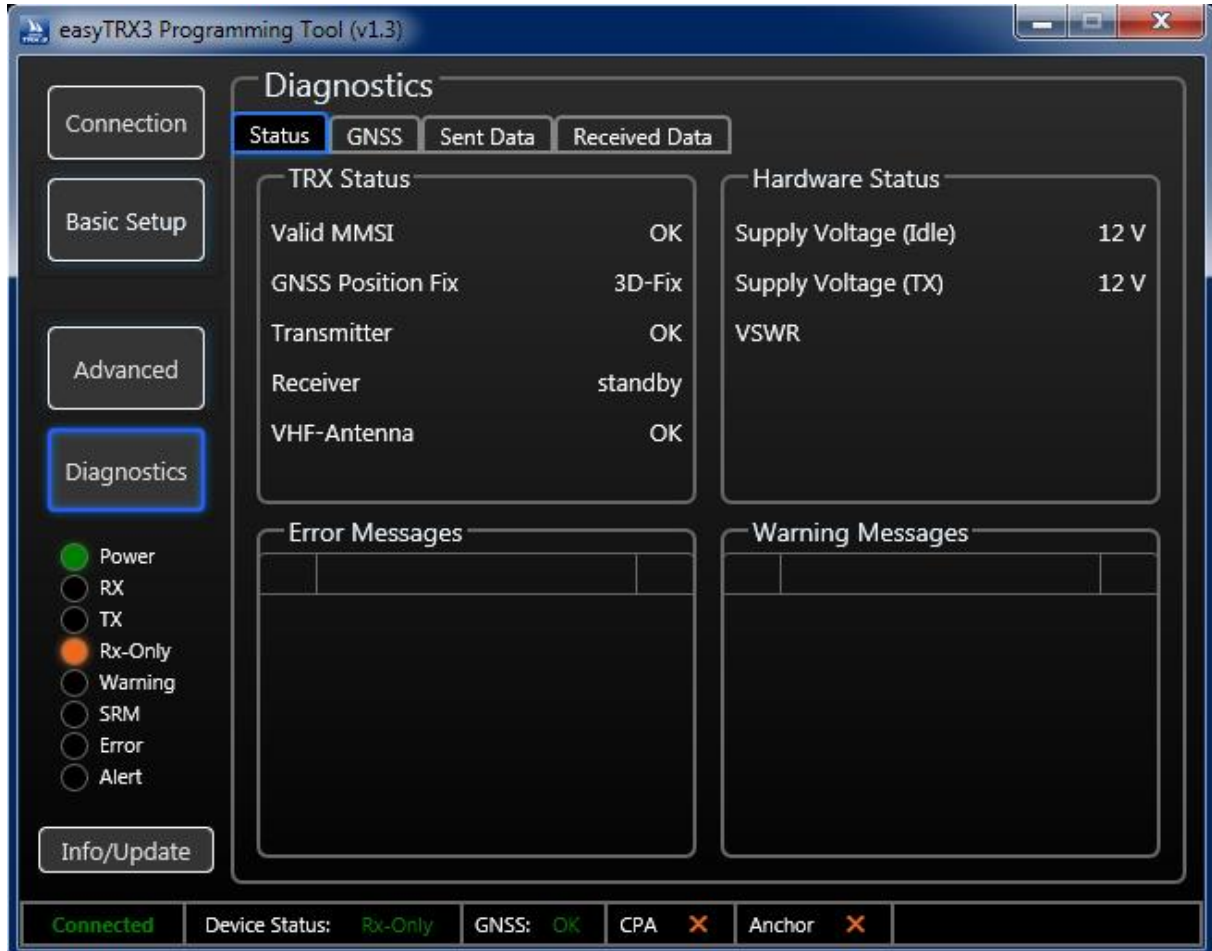 easyTRX3 Programming Tool (v1.3)
Connection
Basic Setup
Advanced
Diagnostics
Power
RX
TX
Rx-Only
Warning
SRM
Error
Alert
Info/Update
Diagnostics
Status GNSS Sent Data Received Data
TRX Status
Valid MMSI OK
GNSS Position Fix 3D-Fix
Transmitter OK
Receiver standby
VHF-Antenna OK
Hardware Status
Supply Voltage (Idle) 12 V
Supply Voltage (TX) 12 V
VSWR
Error Messages
Warning Messages
Connected Device Status: Rx-Only GNSS: OK CPA Anchor